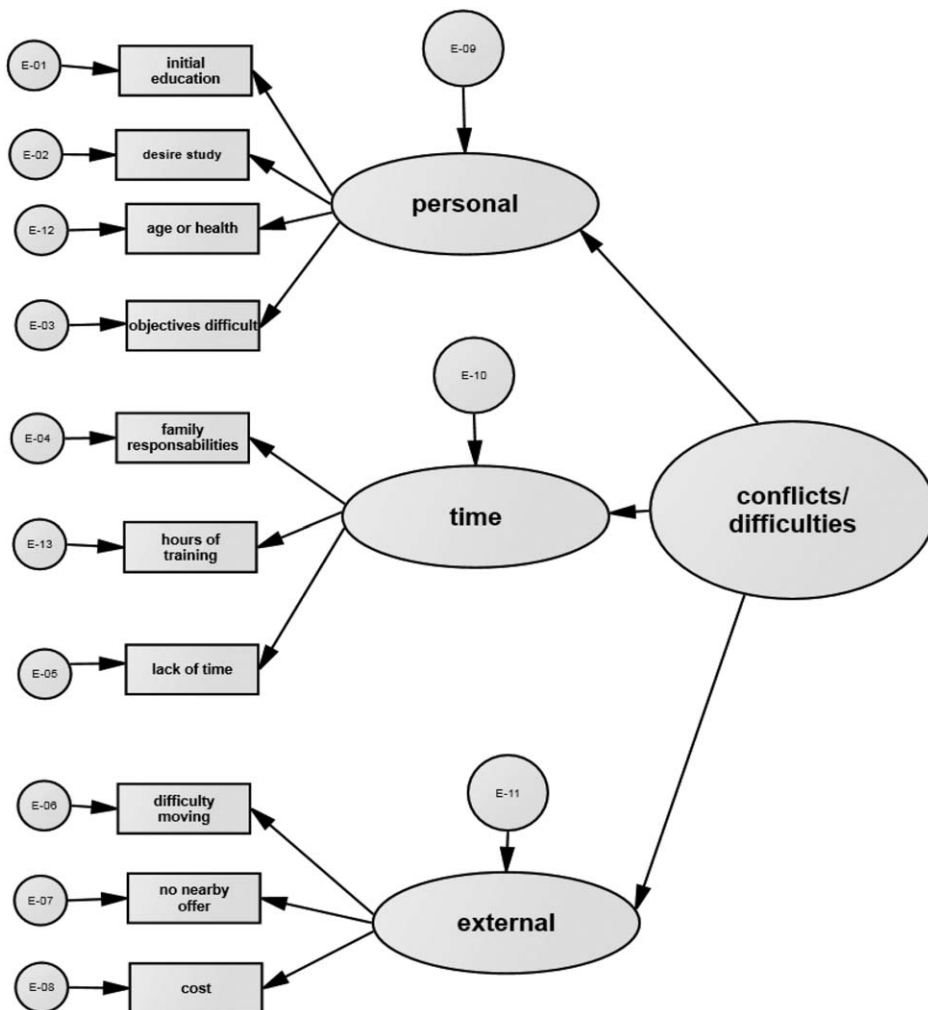 E-09
E-01
initial
education
E-02
desire study
personal
E-12
age or health
E-03
objectives difficult
E-10
E-04
family
responsabilities
conflicts/
difficulties
time
E-13
hours of
training
E-05
lack of time
E-11
E-06
difficulty
moving
E-07
no nearby
offer
external
E-08
cost